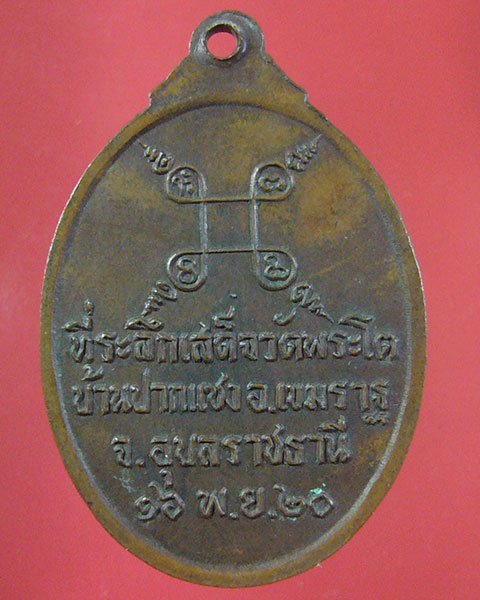 ที่ระลึกเสด็จวัดพระโต
บ้านปากแซง อ.เขมราฐ
จ.อุบลราชธานี
๑๖ พ.ย.๒๐